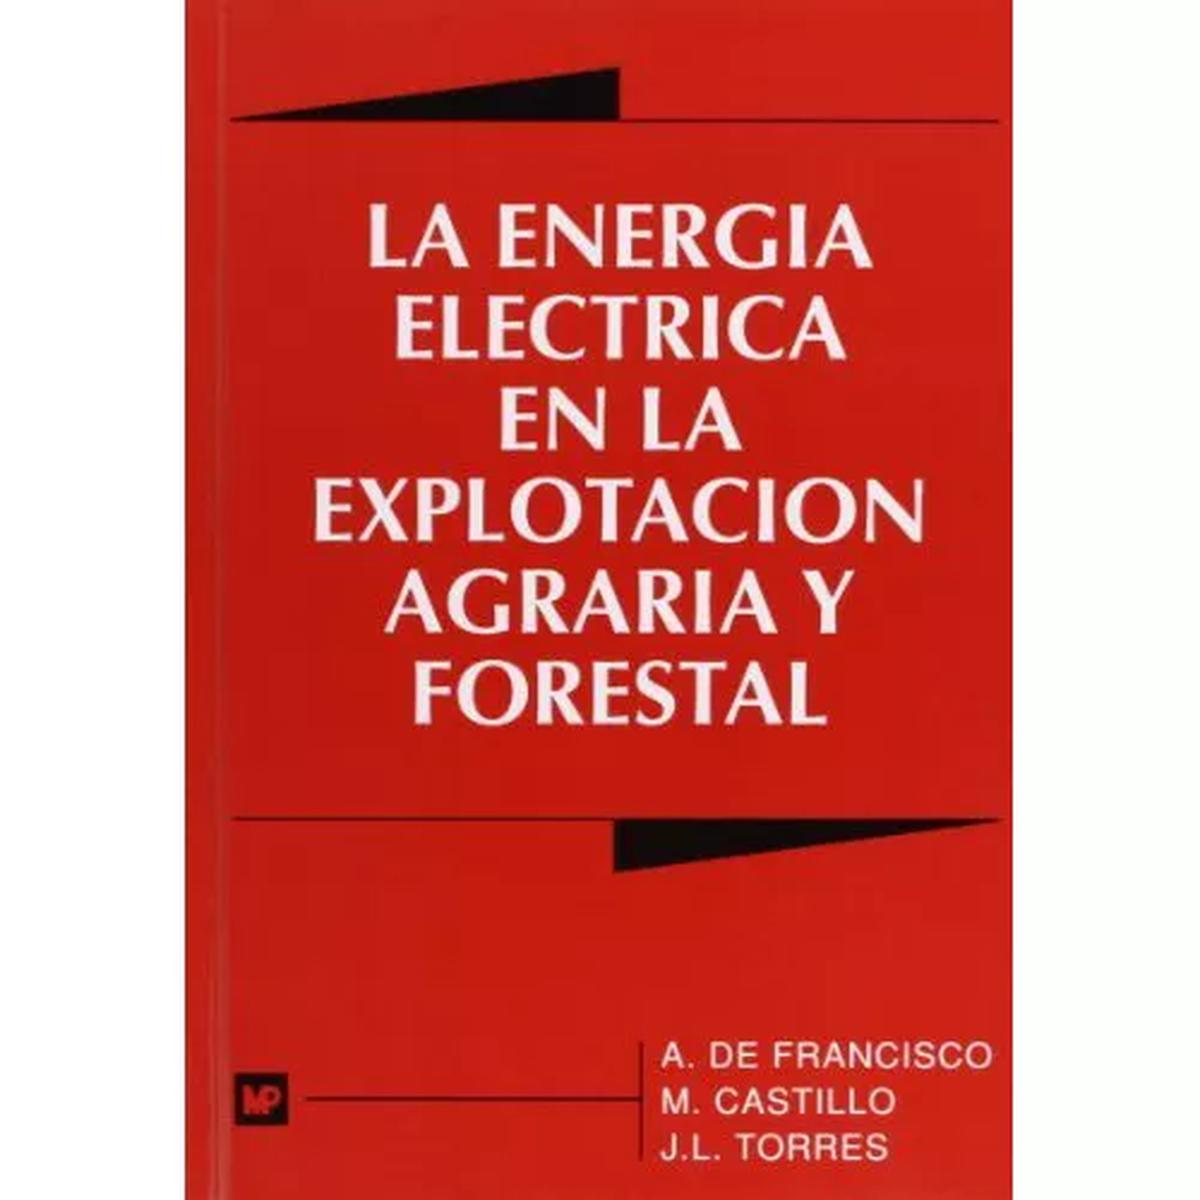 LA ENERGIA
ELECTRICA
EN LA
EXPLOTACION
AGRARIA Y
FORESTAL
A. DE FRANCISCO
M. CASTILLO
J.L. TORRES
MP